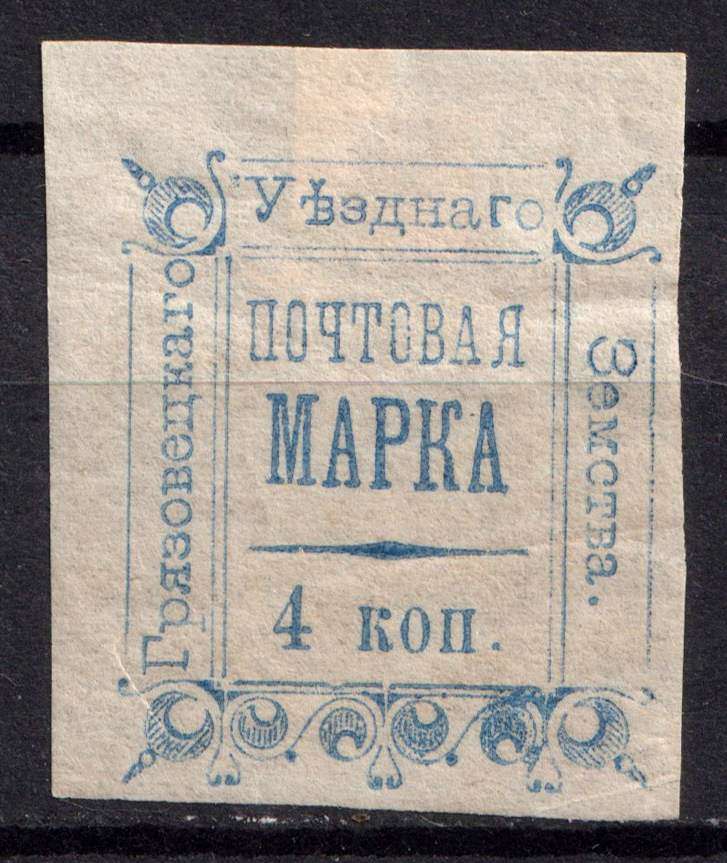 Грязовецкаго
Уѣзднаго
Земства.
ПОЧТОВАЯ
МАРКА
4 коп.